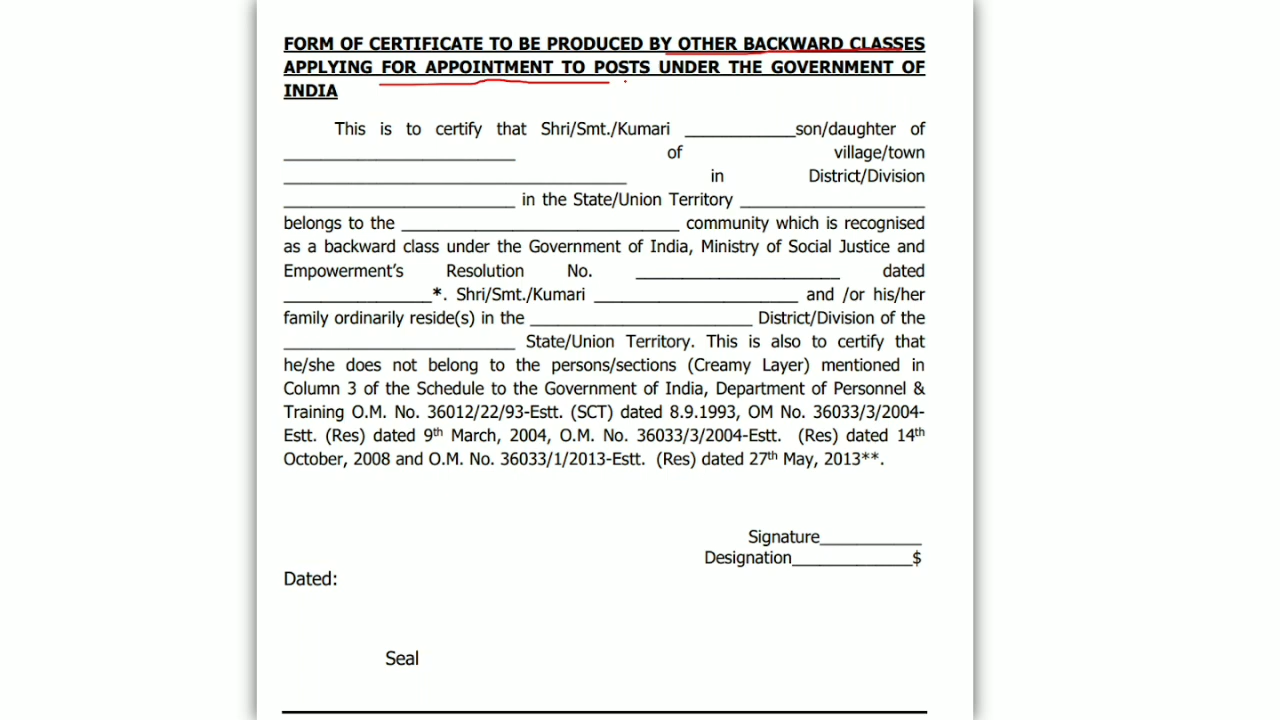 FORM OF CERTIFICATE TO BE PRODUCED BY OTHER BACKWARD CLASSES
APPLYING FOR APPOINTMENT TO POSTS UNDER THE GOVERNMENT OF
INDIA
This is to certify that Shri/Smt./Kumari ____________son/daughter of
_________________________ of village/town
_____________________________________ in District/Division
_________________________ in the State/Union Territory ____________________
belongs to the ______________________________ community which is recognised
as a backward class under the Government of India, Ministry of Social Justice and
Empowerment’s Resolution No. ______________________ dated
________________*. Shri/Smt./Kumari ______________________ and /or his/her
family ordinarily reside(s) in the ________________________ District/Division of the
_________________________ State/Union Territory. This is also to certify that
he/she does not belong to the persons/sections (Creamy Layer) mentioned in
Column 3 of the Schedule to the Government of India, Department of Personnel &
Training O.M. No. 36012/22/93-Estt. (SCT) dated 8.9.1993, OM No. 36033/3/2004-
Estt. (Res) dated 9th March, 2004, O.M. No. 36033/3/2004-Estt. (Res) dated 14th
October, 2008 and O.M. No. 36033/1/2013-Estt. (Res) dated 27th May, 2013**.
Signature___________
Designation_____________$
Dated:
Seal